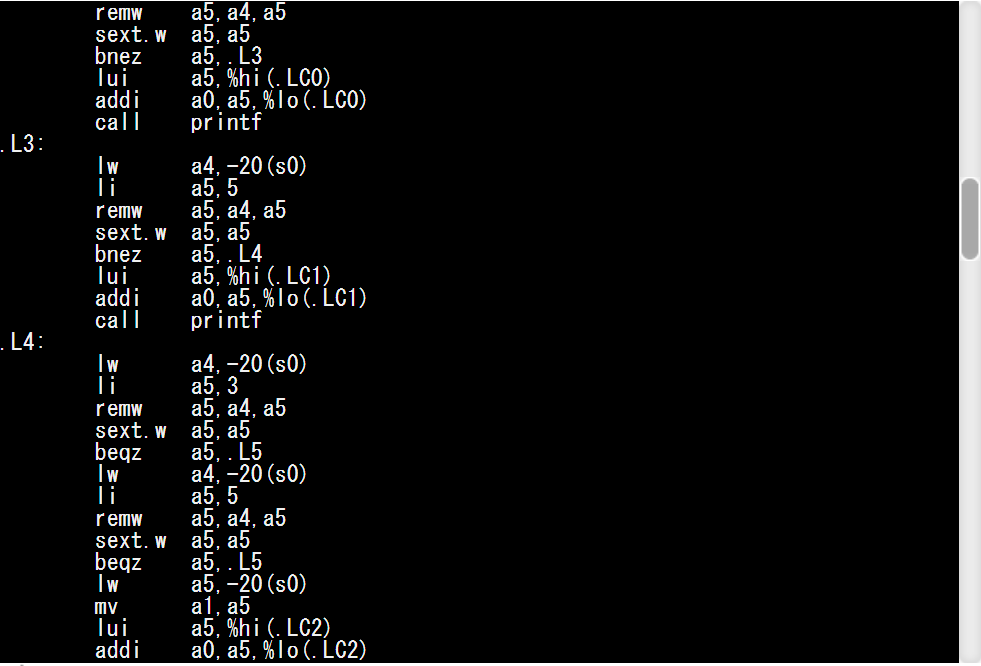 remw a5,a4,a5
sext.w a5,a5
bnez a5,.L3
lui a5,%hi(.LC0)
addi a0,a5,%lo(.LC0)
call printf
.L3:
lw a4,-20(s0)
li a5,5
remw a5,a4,a5
sext.w a5,a5
bnez a5,.L4
lui a5,%hi(.LC1)
addi a0,a5,%lo(.LC1)
call printf
.L4:
lw a4,-20(s0)
li a5,3
remw a5,a4,a5
sext.w a5,a5
beqz a5,.L5
lw a4,-20(s0)
li a5,5
remw a5,a4,a5
sext.w a5,a5
beqz a5,.L5
lw a5,-20(s0)
mv a1,a5
lui a5,%hi(.LC2)
addi a0,a5,%lo(.LC2)